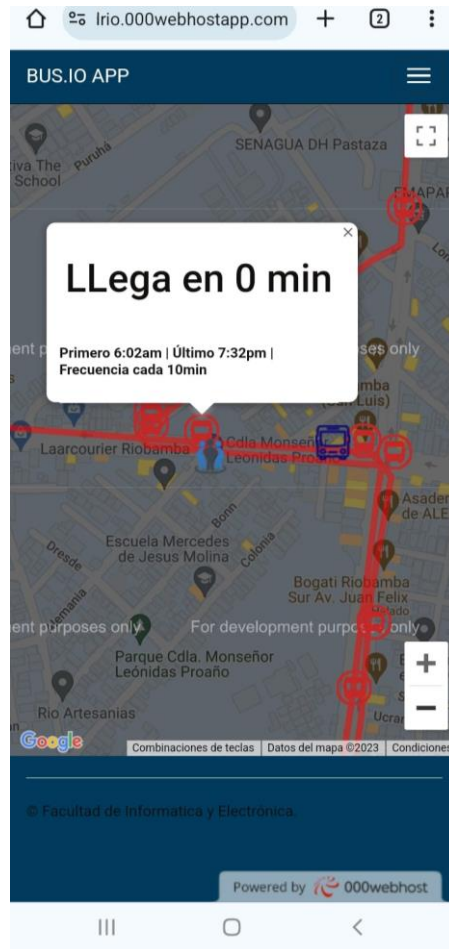 lrio.000webhostapp.com
2
BUS.IO APP
SENAGUA DH Pastaza
iva The
School
Puruhá
EMAPAR
LLega en 0 min
Primero 6:02am | Último 7:32pm |
Frecuencia cada 10min
ses only
Laarcourier Riobamba
Cdla Monseñor
Leonidas Proaño
Luis)
Asade
de ALE
Bonn
Escuela Mercedes
de Jesus Molina
Colonia
Dresde
Bogati Riobamba
Sur Av. Juan Felix
Helado
ent purposes only
For development purposes only
Parque Cdla. Monseñor
Leónidas Proaño
Rio Artesanias
Ucran
Google
Combinaciones de teclas
Datos del mapa ©2023
Condiciones
© Facultad de Informatica y Electrónica.
Powered by 000webhost